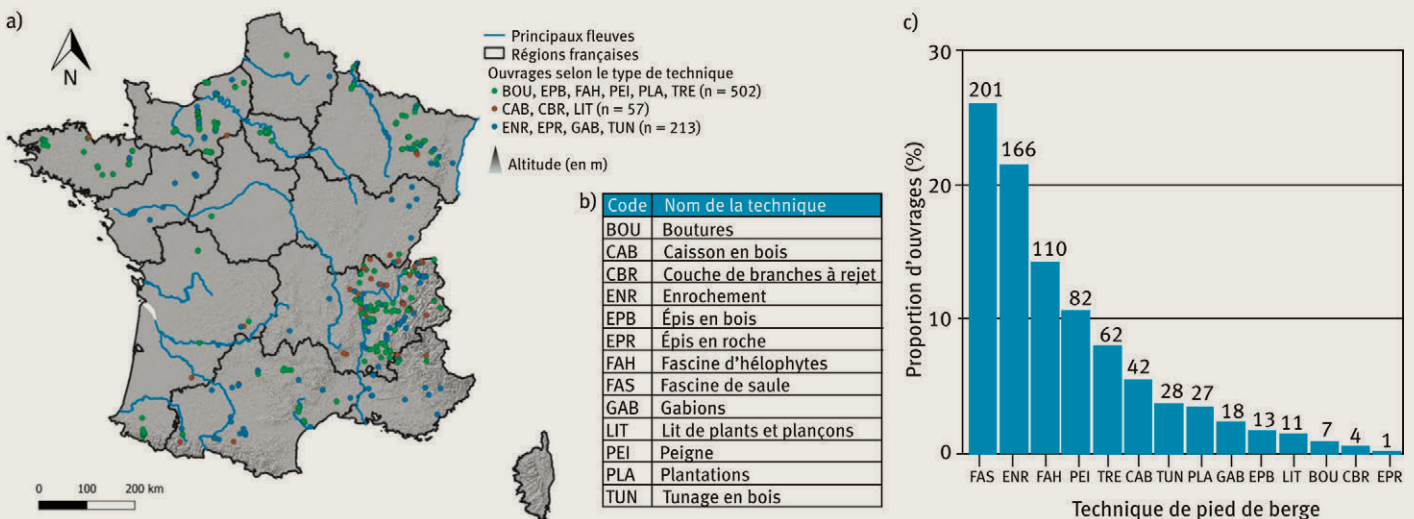 a)
N
Principaux fleuves
Régions françaises
Ouvrages selon le type de technique
BOU, EPB, FAH, PEI, PLA, TRE (n = 502)
CAB, CBR, LIT (n = 57)
ENR, EPR, GAB, TUN (n = 213)
Altitude (en m)
0 100 200 km
b)
Code Nom de la technique
BOU Boutures
CAB Caisson en bois
CBR Couche de branches à rejet
ENR Enrochement
EPB Épis en bois
EPR Épis en roche
FAH Fascine d'hélophytes
FAS Fascine de saule
GAB Gabions
LIT Lit de plants et plançons
PEI Peigne
PLA Plantations
TUN Tunage en bois
c)
Proportion d'ouvrages (%)
30
20
10
0
201 166 110 82 62 42 28 27 18 13 11 7 4 1
FAS ENR FAH PEI TRE CAB TUN PLA GAB EPB LIT BOU CBR EPR
Technique de pied de berge